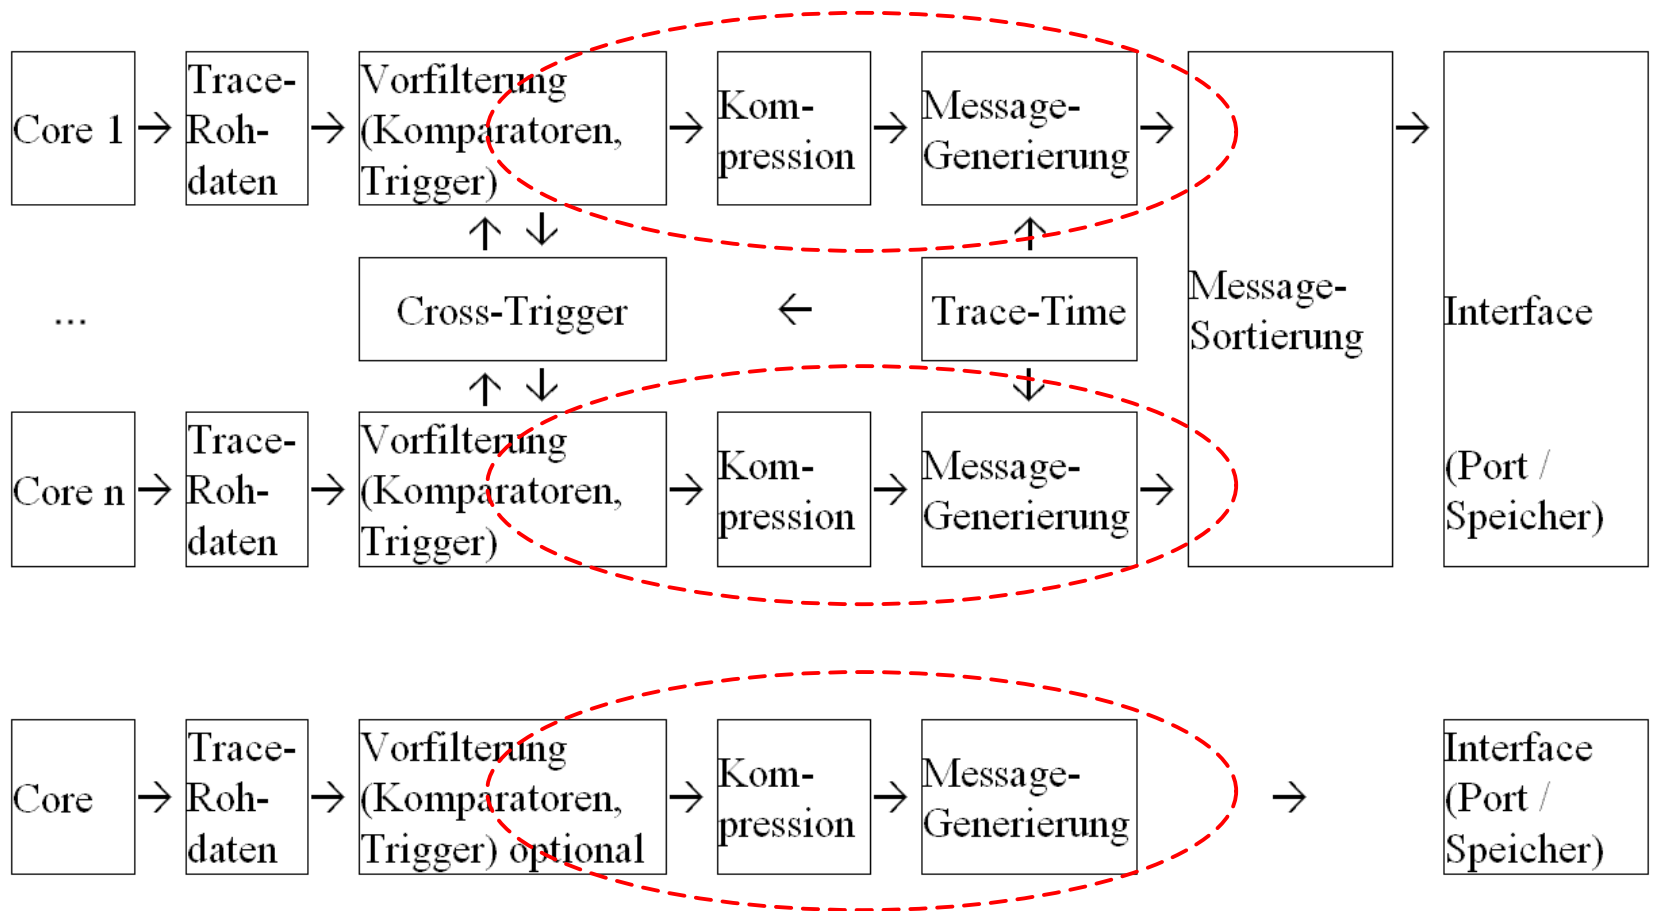 Core 1
Trace-
Roh-
daten
Vorfilterung
(Komparatoren,
Trigger)
Kom-
pression
Message-
Generierung
...
Cross-Trigger
Trace-Time
Message-
Sortierung
Interface
(Port /
Speicher)
Core n
Trace-
Roh-
daten
Vorfilterung
(Komparatoren,
Trigger)
Kom-
pression
Message-
Generierung
Core
Trace-
Roh-
daten
Vorfilterung
(Komparatoren,
Trigger) optional
Kom-
pression
Message-
Generierung
Interface
(Port /
Speicher)